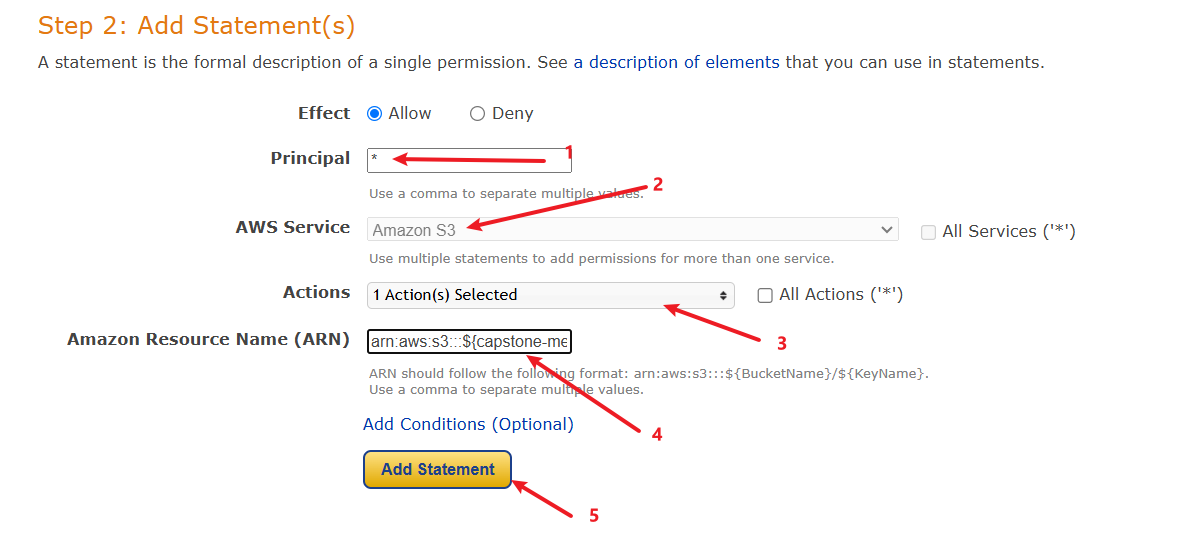 Step 2: Add Statement(s)
A statement is the formal description of a single permission. See a description of elements that you can use in statements.
Effect Allow Deny
Principal * 1
Use a comma to separate multiple values. 2
AWS Service Amazon S3 All Services ('*')
Use multiple statements to add permissions for more than one service.
Actions 1 Action(s) Selected All Actions ('*')
3
Amazon Resource Name (ARN) arn:aws:s3:::${capstone-me
ARN should follow the following format: arn:aws:s3:::${BucketName}/${KeyName}.
Use a comma to separate multiple values.
Add Conditions (Optional)
4
Add Statement
5